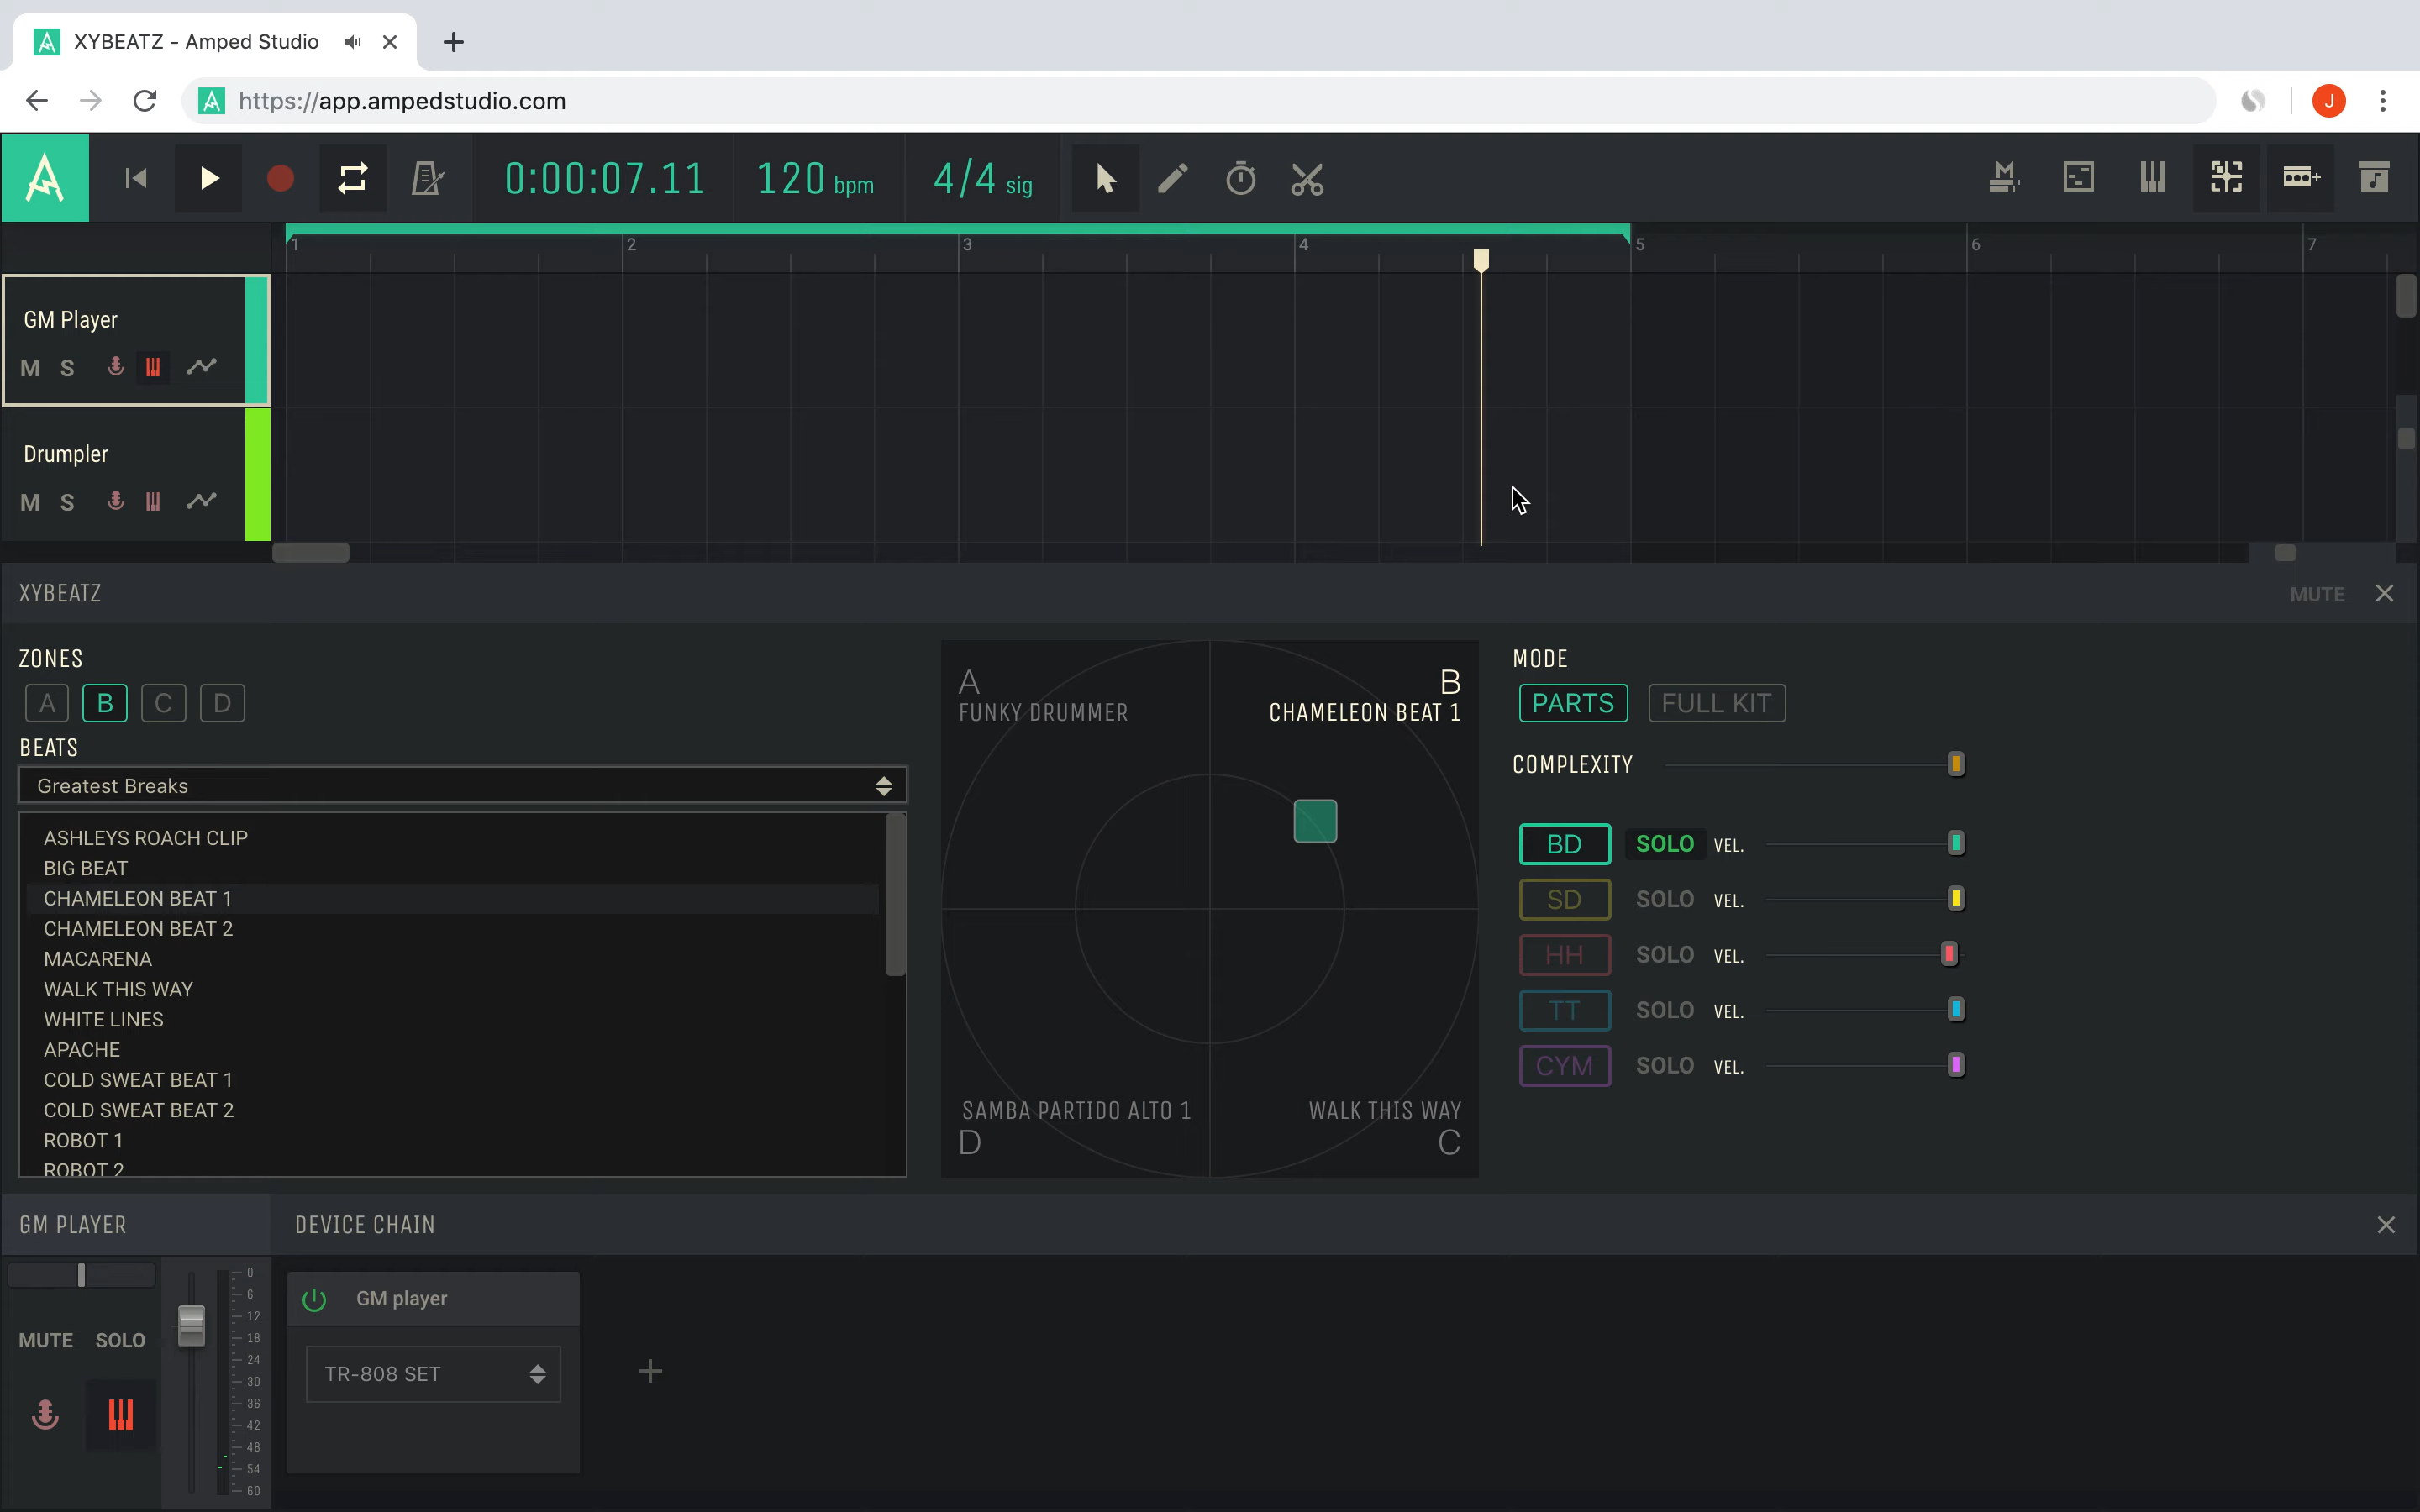 XYBEATZ - Amped Studio
https://app.ampedstudio.com
J
0:00:07.11
120 bpm
4/4 sig
M
1 2 3 4 5 6 7
GM Player
M S
Drumpler
M S
XYBEATZ
MUTE
ZONES
A B C D
BEATS
Greatest Breaks
ASHLEYS ROACH CLIP
BIG BEAT
CHAMELEON BEAT 1
CHAMELEON BEAT 2
MACARENA
WALK THIS WAY
WHITE LINES
APACHE
COLD SWEAT BEAT 1
COLD SWEAT BEAT 2
ROBOT 1
ROBOT 2
A
FUNKY DRUMMER
B
CHAMELEON BEAT 1
SAMBA PARTIDO ALTO 1
D
WALK THIS WAY
C
MODE
PARTS FULL KIT
COMPLEXITY
BD SOLO VEL.
SD SOLO VEL.
HH SOLO VEL.
TT SOLO VEL.
CYM SOLO VEL.
GM PLAYER
DEVICE CHAIN
MUTE SOLO
0
6
12
18
24
30
36
42
48
54
60
GM player
TR-808 SET